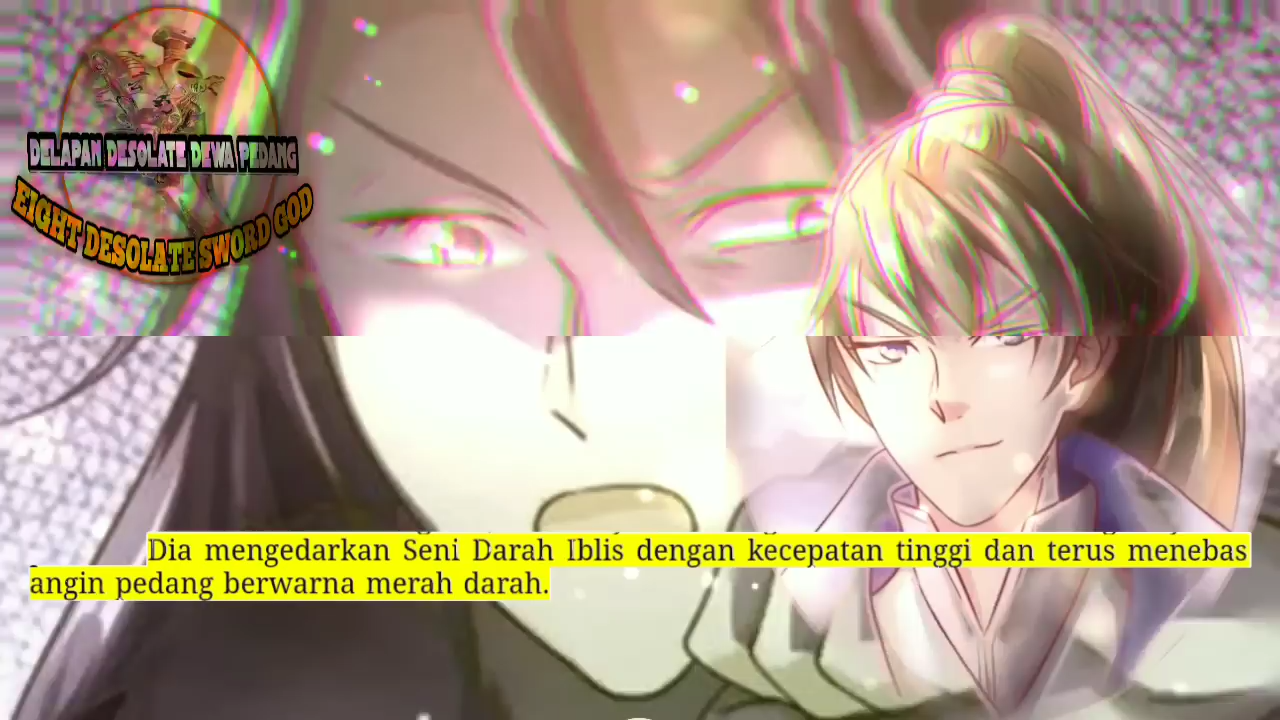 DELAPAN DESOLATE DEWA PEDANG
EIGHT DESOLATE SWORD GOD
Dia mengedarkan Seni Darah Iblis dengan kecepatan tinggi dan terus menebas
angin pedang berwarna merah darah.